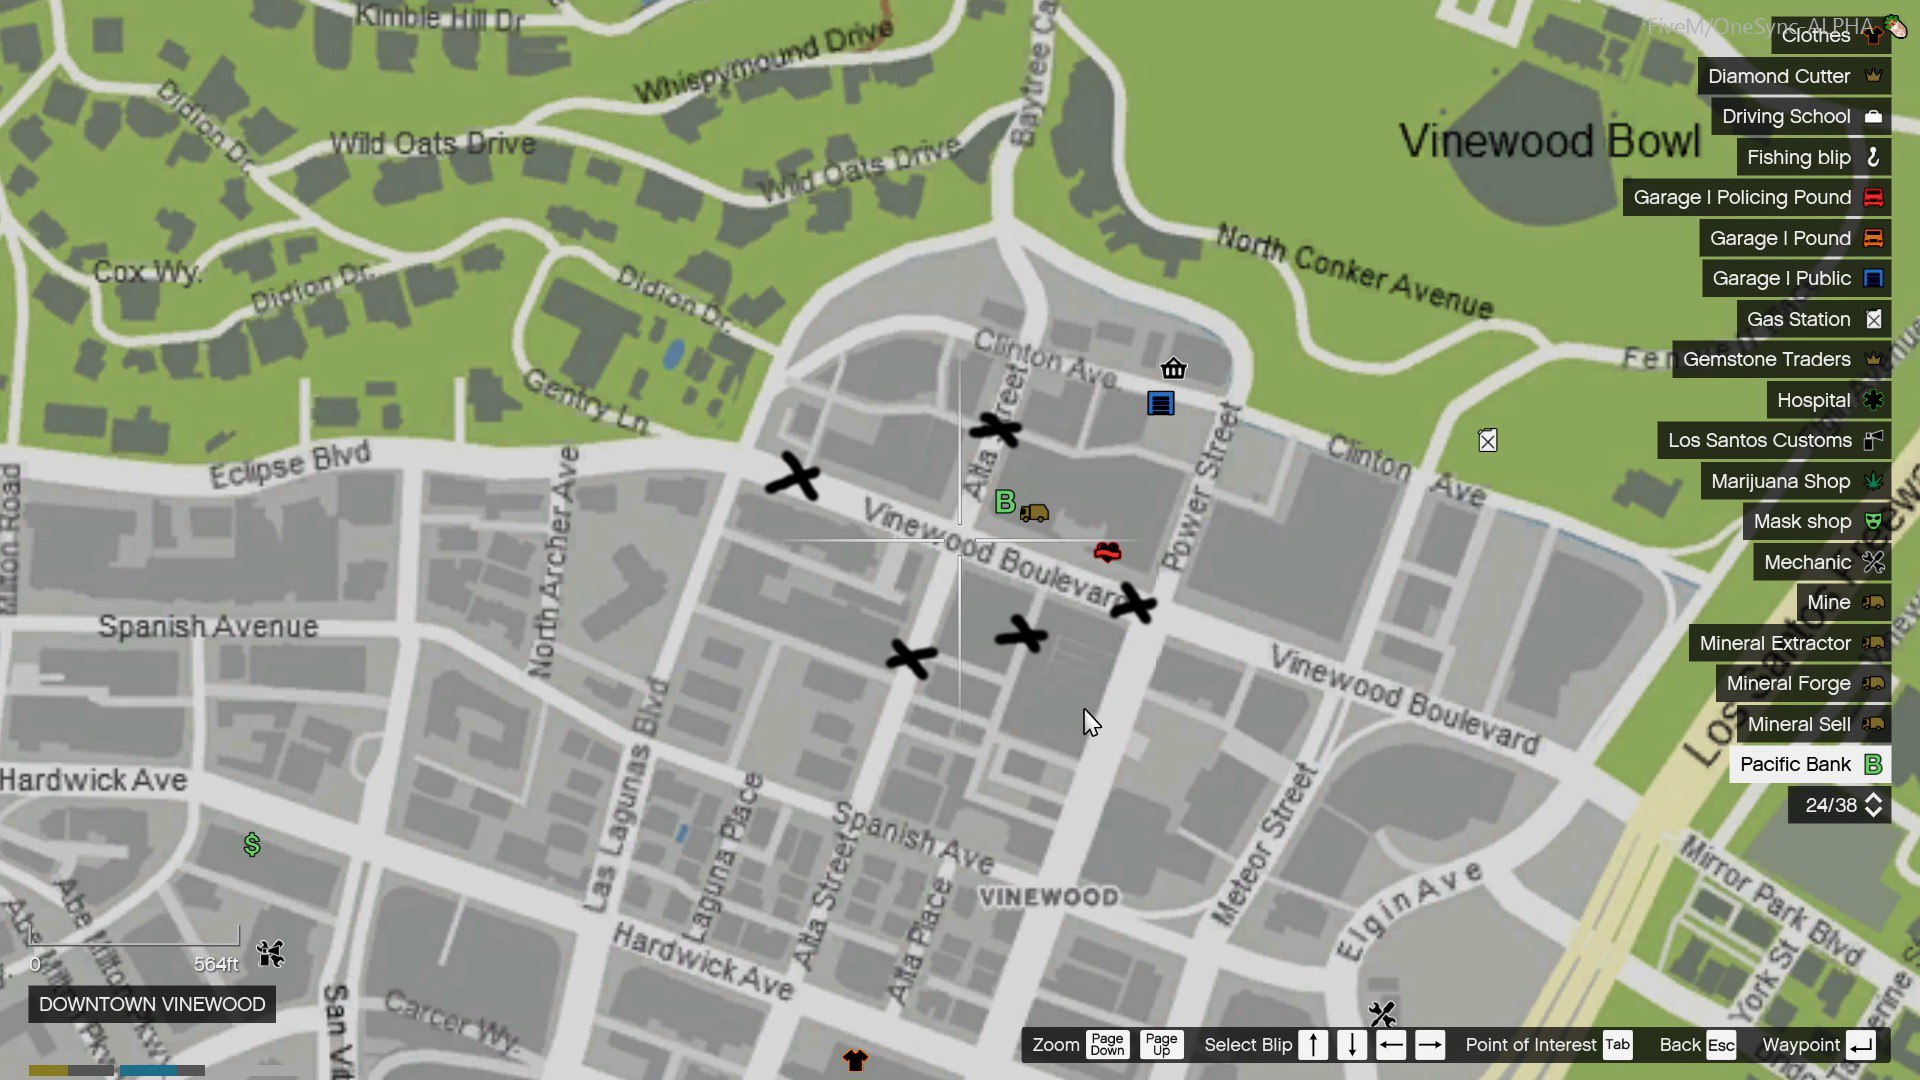 Kimble Hill Dr
FiveM/OneSync-ALPHA
Clothes
Whispymound Drive
Baytree Ca
Diamond Cutter
Didion Dr.
Driving School
Wild Oats Drive
Vinewood Bowl
Fishing blip
Wild Oats Drive
Garage | Policing Pound
Garage | Pound
North Conker Avenue
Cox Wy.
Didion Dr.
Didion Dr.
Garage | Public
Gas Station
Clinton Ave
Gemstone Traders
Gentry Ln
Hospital
Eclipse Blvd
Los Santos Customs
Alta Street
Power Street
Clinton Ave
Marijuana Shop
Mask shop
Vinewood Boulevard
North Archer Ave
Mechanic
Mine
Spanish Avenue
Mineral Extractor
Vinewood Boulevard
Mineral Forge
Mineral Sell
Pacific Bank
B
Hardwick Ave
24/38
Las Lagunas Blvd
Laguna Place
Spanish Ave
Meteor Street
Alta Street
Alta Place
VINEWOOD
Elgin Ave
Mirror Park Blvd
York St
Hardwick Ave
0
564ft
DOWNTOWN VINEWOOD
San Vit
Carcer Wy.
Zoom Page Down Page Up Select Blip ↑ ↓ ← → Point of Interest Tab Back Esc Waypoint